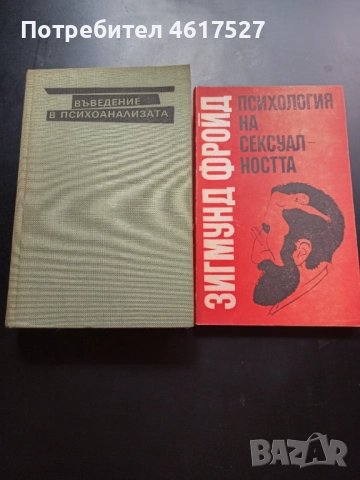 Потребител 4617527
ВЪВЕДЕНИЕ
В ПСИХОАНАЛИЗАТА
ЗИГМУНД ФРОЙД
ПСИХОЛОГИЯ
НА
СЕКСУАЛ-
НОСТТА
BAZAR